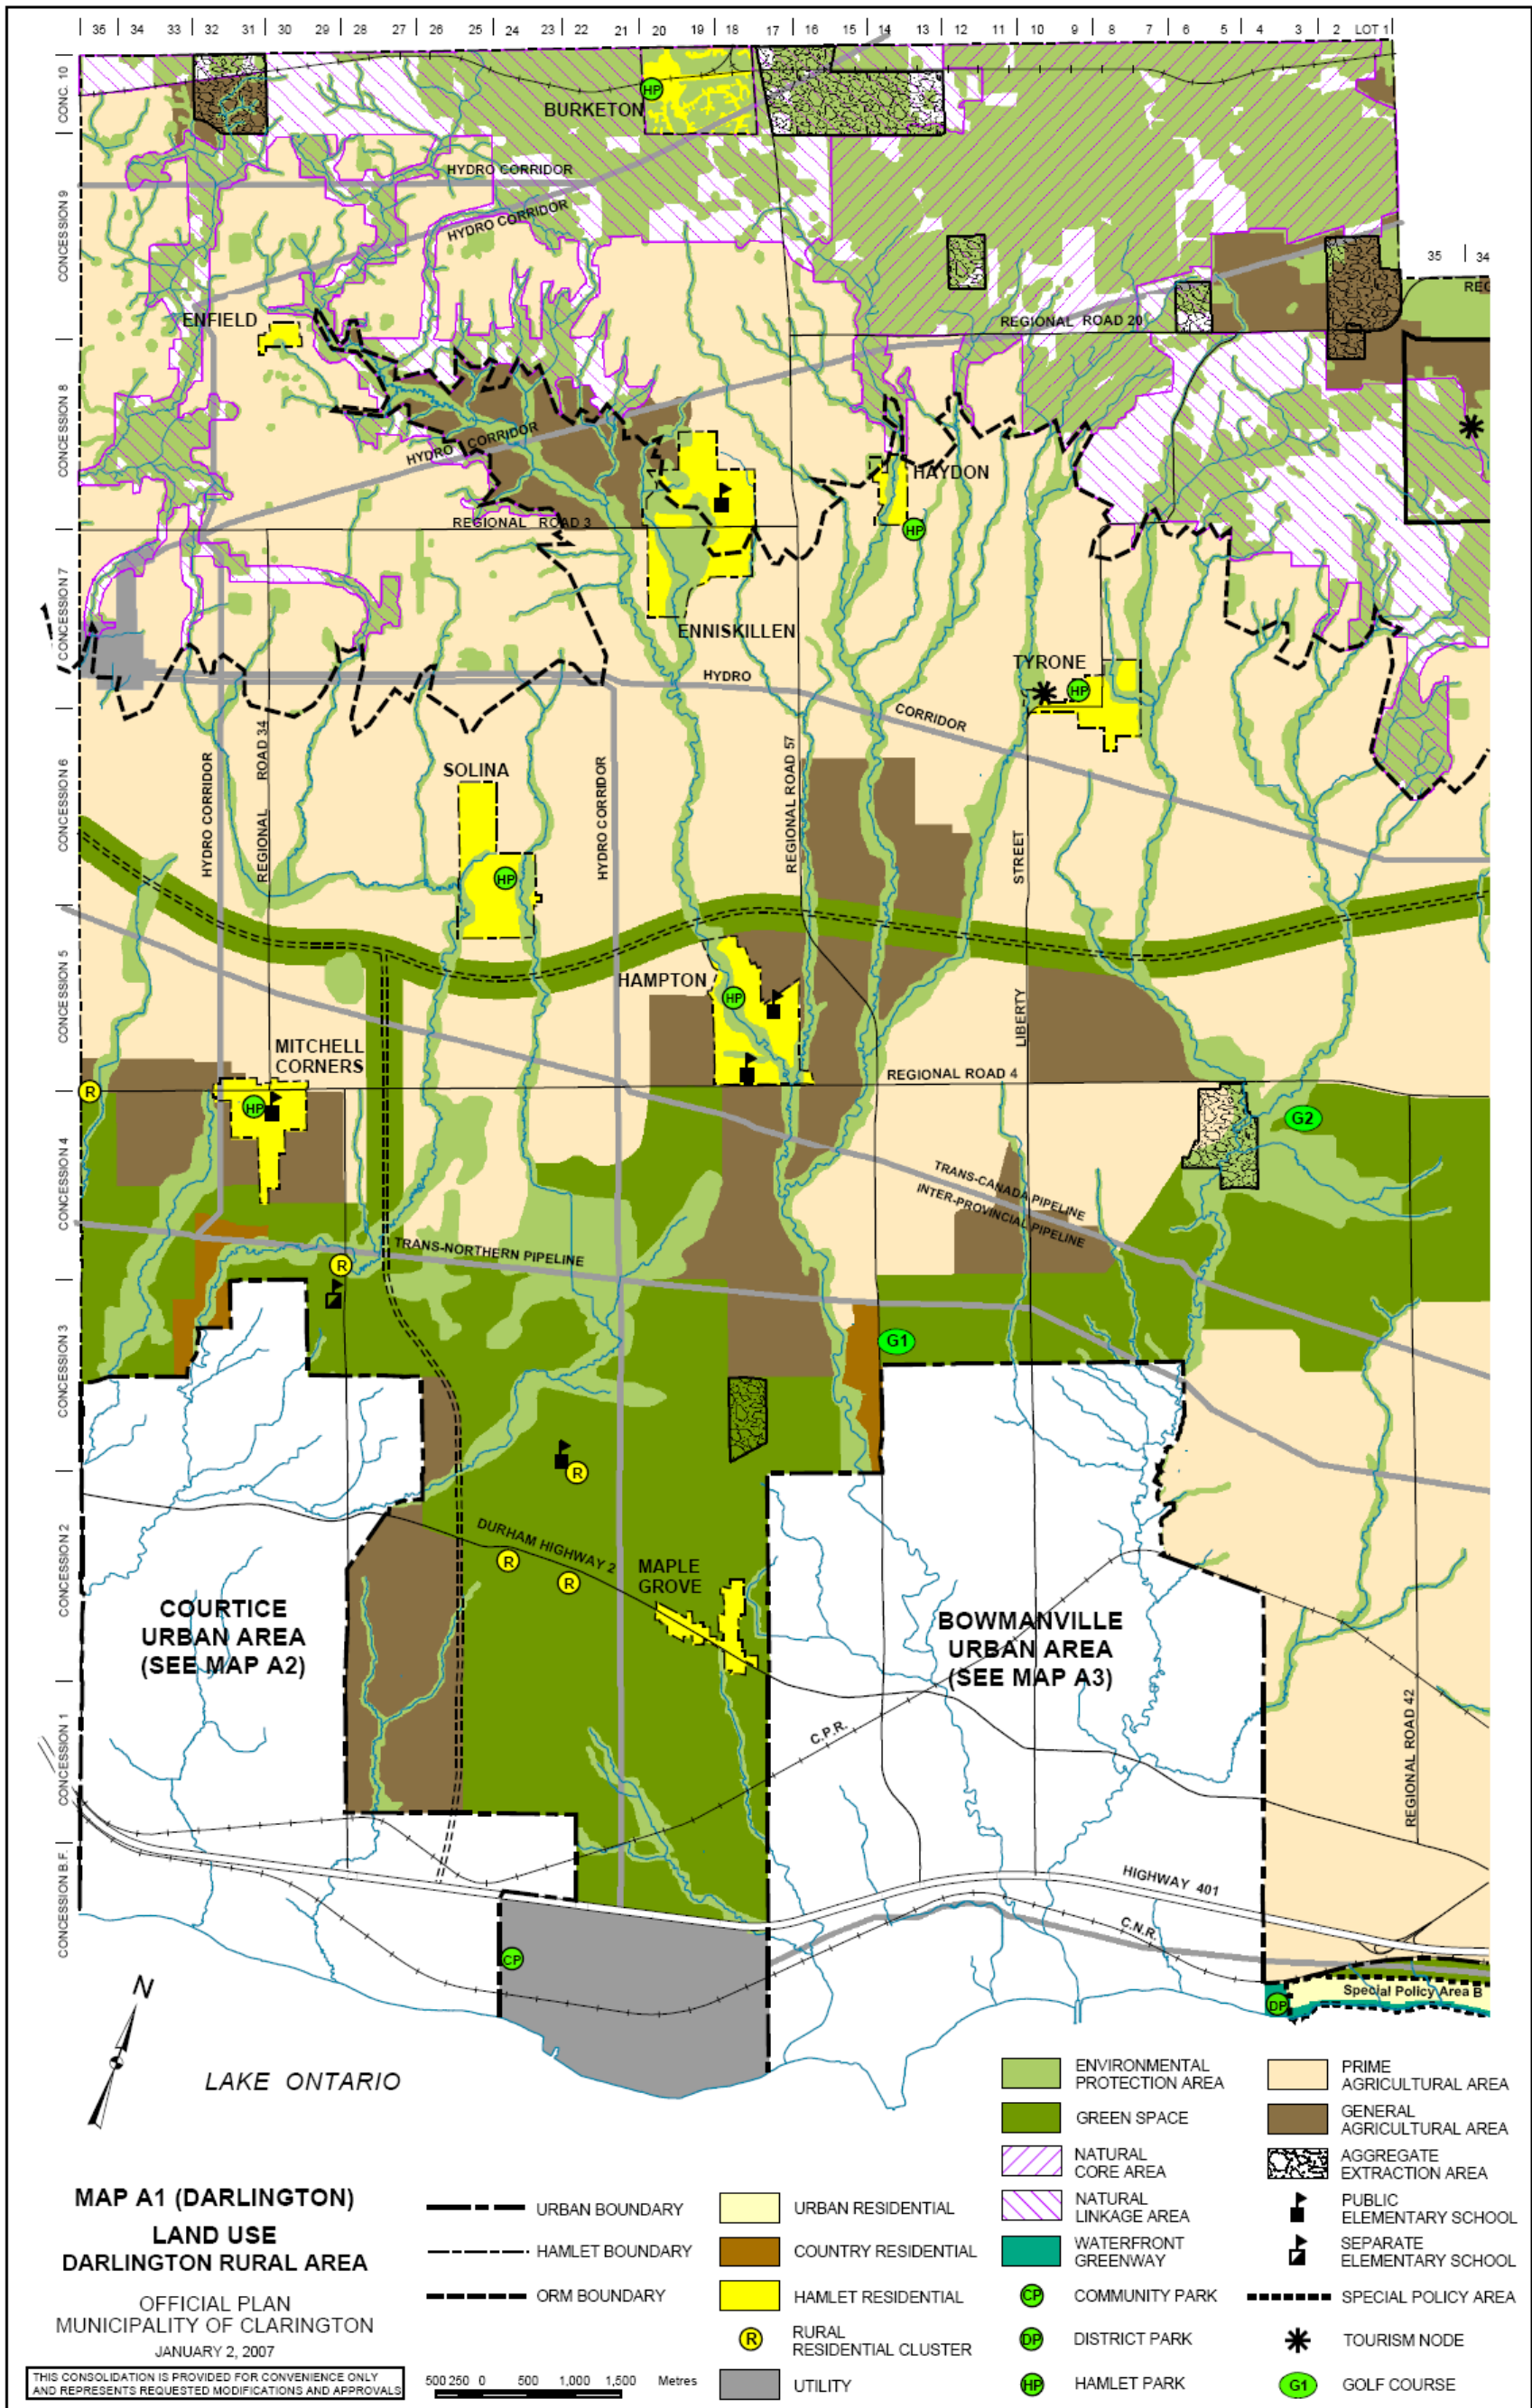 35 34 33 32 31 30 29 28 27 26 25 24 23 22 21 20 19 18 17 16 15 14 13 12 11 10 9 8 7 6 5 4 3 2 LOT 1
CONC. 10
HP
BURKETON
HYDRO CORRIDOR
HYDRO CORRIDOR
CONCESSION 9
35 34
REG
ENFIELD
REGIONAL ROAD 20
CONCESSION 8
HYDRO CORRIDOR
HAYDON
REGIONAL ROAD 3
HP
CONCESSION 7
ENNISKILLEN
TYRONE
HYDRO
HP
CORRIDOR
CONCESSION 6
HYDRO CORRIDOR
REGIONAL ROAD 34
SOLINA
HP
HYDRO CORRIDOR
REGIONAL ROAD 57
STREET
CONCESSION 5
HAMPTON
HP
LIBERTY
MITCHELL
CORNERS
REGIONAL ROAD 4
R
HP
G2
CONCESSION 4
TRANS-CANADA PIPELINE
INTER-PROVINCIAL PIPELINE
TRANS-NORTHERN PIPELINE
R
CONCESSION 3
G1
R
CONCESSION 2
DURHAM HIGHWAY 2
R
R
MAPLE
GROVE
COURTICE
URBAN AREA
(SEE MAP A2)
BOWMANVILLE
URBAN AREA
(SEE MAP A3)
CONCESSION 1
C.P.R.
REGIONAL ROAD 42
CONCESSION B.F.
HIGHWAY 401
C.N.R.
CP
Special Policy Area B
DP
N
LAKE ONTARIO
MAP A1 (DARLINGTON)
LAND USE
DARLINGTON RURAL AREA
OFFICIAL PLAN
MUNICIPALITY OF CLARINGTON
JANUARY 2, 2007
THIS CONSOLIDATION IS PROVIDED FOR CONVENIENCE ONLY
AND REPRESENTS REQUESTED MODIFICATIONS AND APPROVALS
URBAN BOUNDARY
HAMLET BOUNDARY
ORM BOUNDARY
500 250 0 500 1,000 1,500 Metres
URBAN RESIDENTIAL
COUNTRY RESIDENTIAL
HAMLET RESIDENTIAL
R
RURAL
RESIDENTIAL CLUSTER
UTILITY
ENVIRONMENTAL
PROTECTION AREA
GREEN SPACE
NATURAL
CORE AREA
NATURAL
LINKAGE AREA
WATERFRONT
GREENWAY
CP COMMUNITY PARK
DP DISTRICT PARK
HP HAMLET PARK
PRIME
AGRICULTURAL AREA
GENERAL
AGRICULTURAL AREA
AGGREGATE
EXTRACTION AREA
PUBLIC
ELEMENTARY SCHOOL
SEPARATE
ELEMENTARY SCHOOL
SPECIAL POLICY AREA
TOURISM NODE
G1 GOLF COURSE